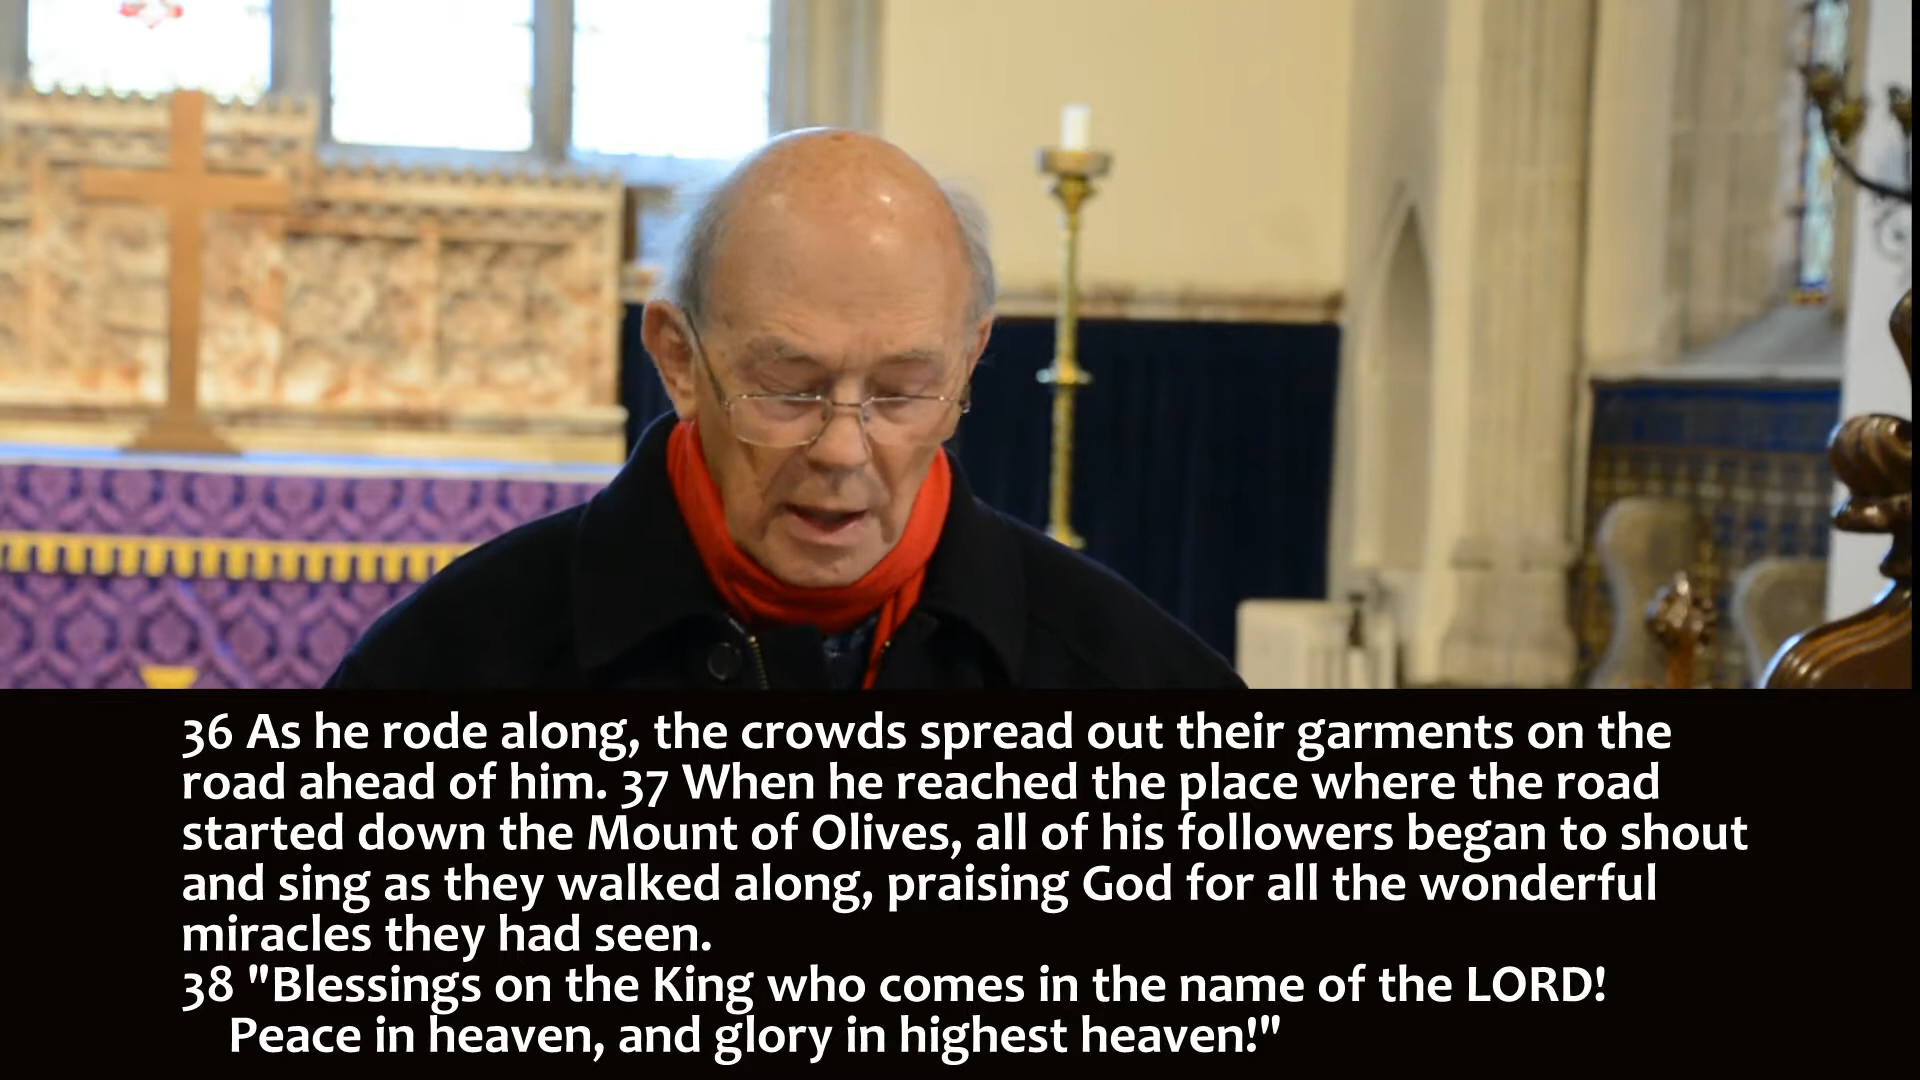 36 As he rode along, the crowds spread out their garments on the
road ahead of him. 37 When he reached the place where the road
started down the Mount of Olives, all of his followers began to shout
and sing as they walked along, praising God for all the wonderful
miracles they had seen.
38 "Blessings on the King who comes in the name of the LORD!
Peace in heaven, and glory in highest heaven!"